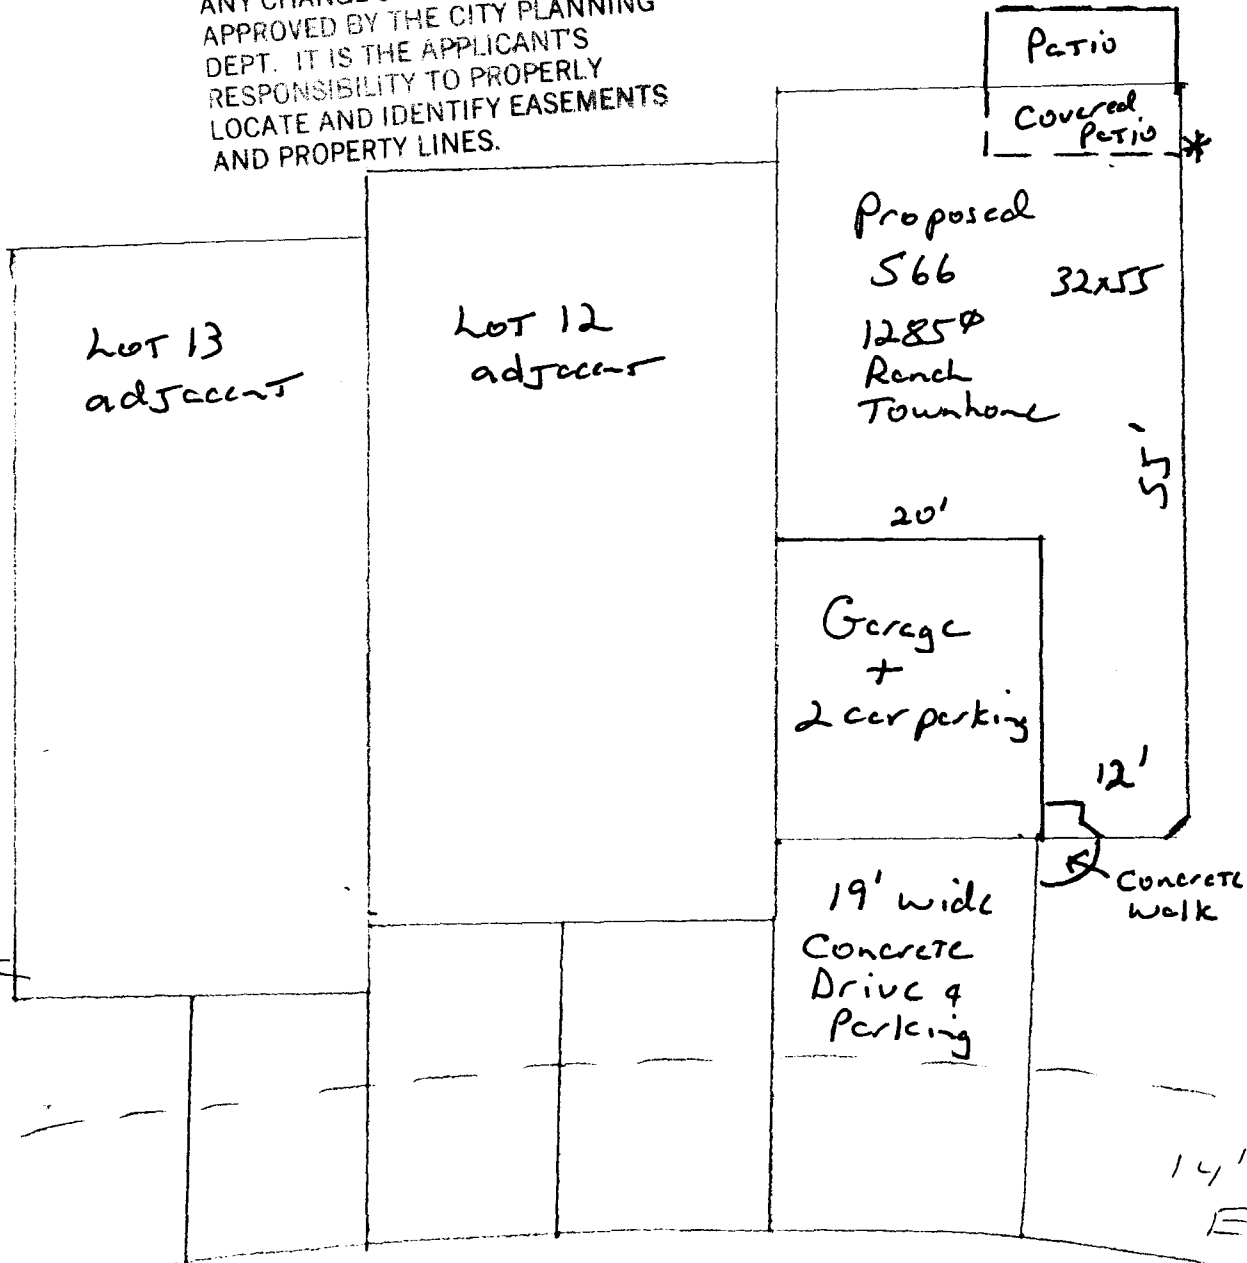 ANY CHANGE
APPROVED BY THE CITY PLANNING
DEPT. IT IS THE APPLICANT'S
RESPONSIBILITY TO PROPERLY
LOCATE AND IDENTIFY EASEMENTS
AND PROPERTY LINES.
Patio
Covered
Patio *
Proposed
566
32x55
1285⌀
Ranch
Townhome
Lot 13
adjacent
Lot 12
adjacent
55'
20'
Garage
+
2 car parking
12'
Concrete
Walk
19' wide
Concrete
Drive &
Parking
14'
E